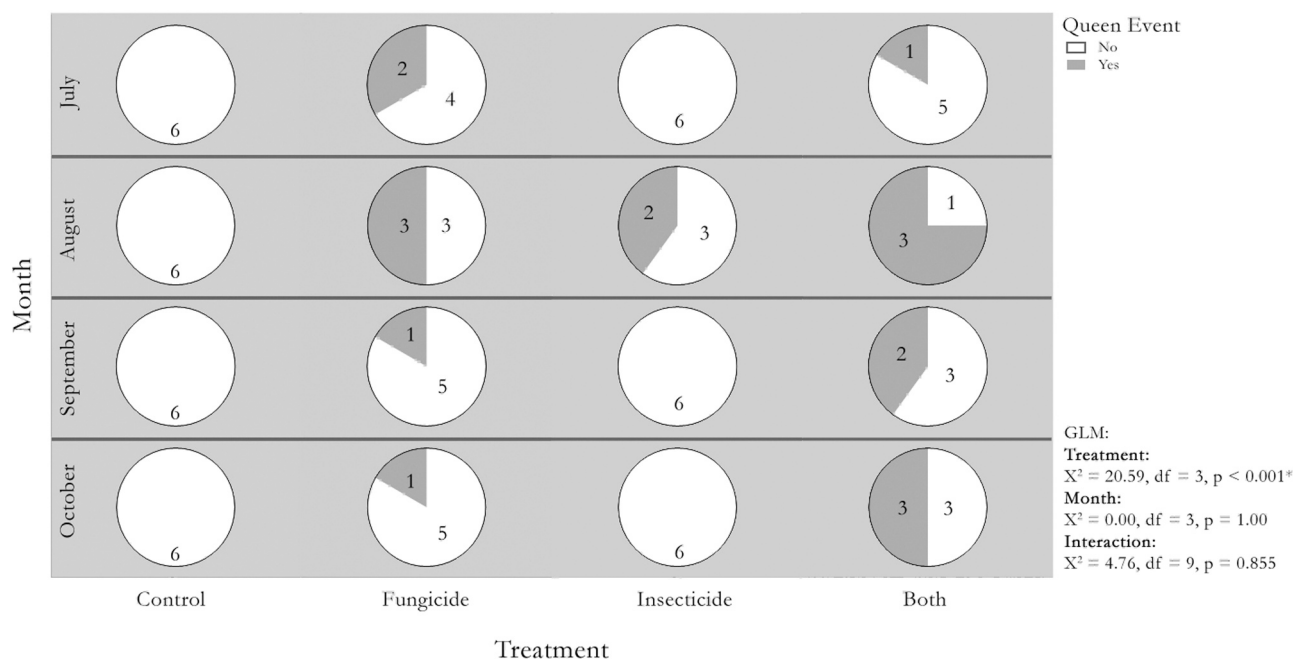 Queen Event
No
Yes
Month
July
6
2
4
6
1
5
August
6
3
3
2
3
1
3
September
6
1
5
6
2
3
October
6
1
5
6
3
3
GLM:
Treatment:
X² = 20.59, df = 3, p < 0.001*
Month:
X² = 0.00, df = 3, p = 1.00
Interaction:
X² = 4.76, df = 9, p = 0.855
Control
Fungicide
Insecticide
Both
Treatment